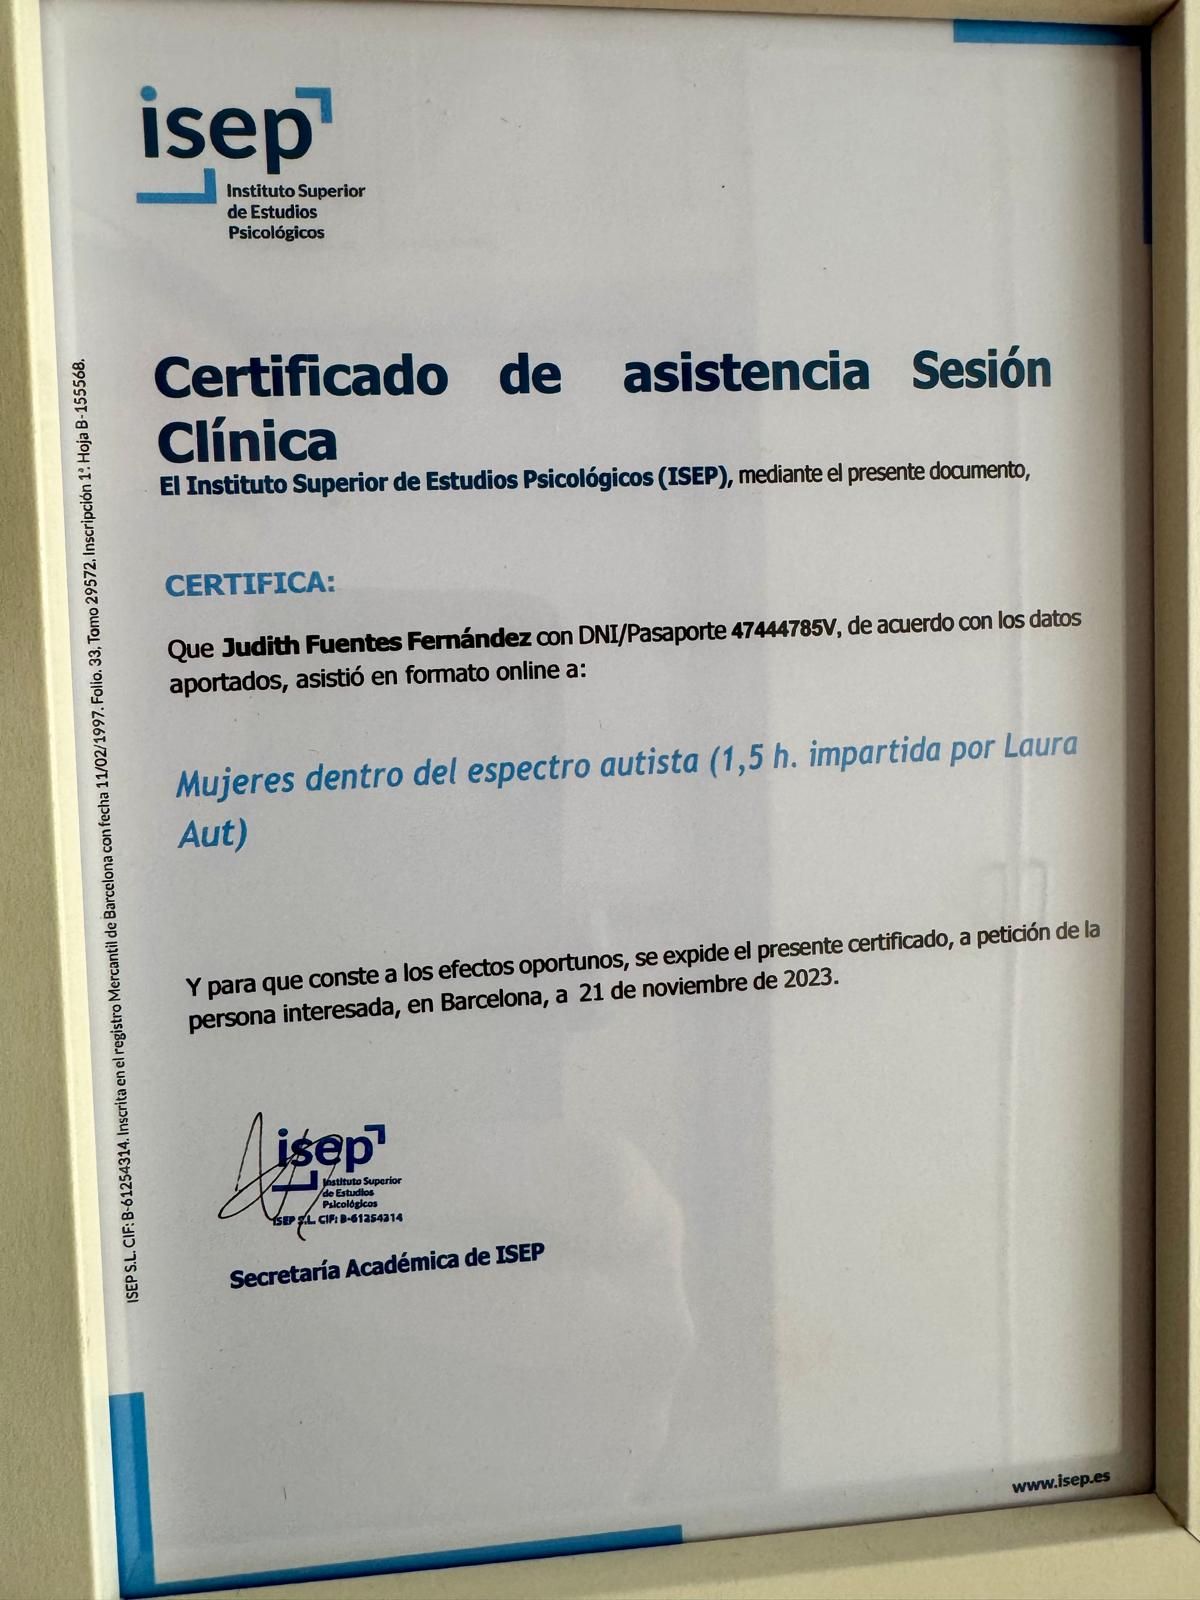 isep
Instituto Superior
de Estudios
Psicológicos
Certificado de asistencia Sesión
Clínica
El Instituto Superior de Estudios Psicológicos (ISEP), mediante el presente documento,
CERTIFICA:
Que Judith Fuentes Fernández con DNI/Pasaporte 47444785V, de acuerdo con los datos
aportados, asistió en formato online a:
Mujeres dentro del espectro autista (1,5 h. impartida por Laura
Aut)
Y para que conste a los efectos oportunos, se expide el presente certificado, a petición de la
persona interesada, en Barcelona, a 21 de noviembre de 2023.
isep
Instituto Superior
de Estudios
Psicológicos
ISEP S.L. CIF: B-61254314
Secretaría Académica de ISEP
www.isep.es
ISEP S.L. CIF: B-61254314. Inscrita en el registro Mercantil de Barcelona con fecha 11/02/1997. Folio. 33, Tomo 29572. Inscripción 1ª. Hoja B-155568.